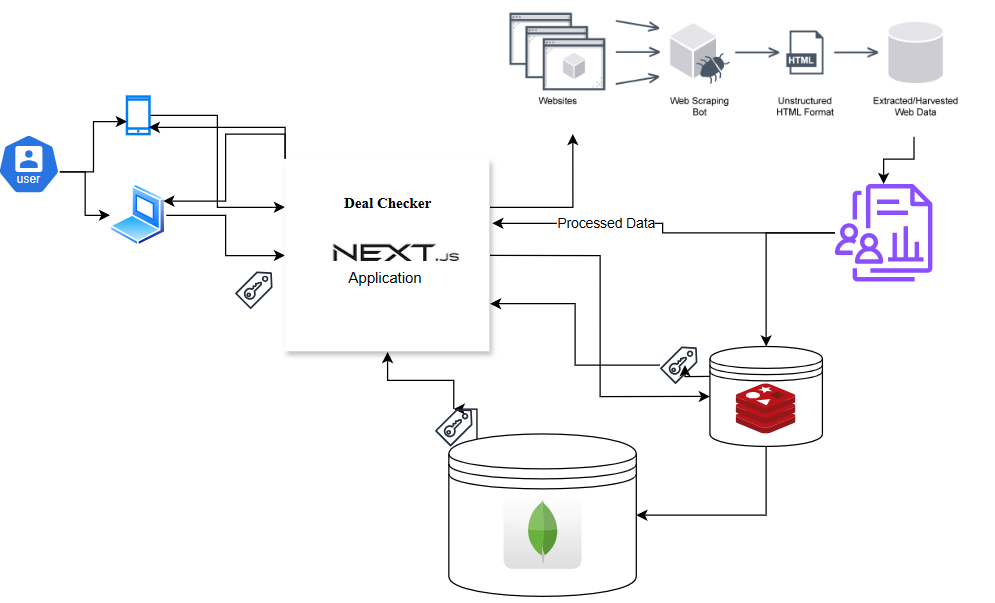 Websites
Web Scraping
Bot
Unstructured
HTML Format
Extracted/Harvested
Web Data
HTML
user
Deal Checker
NEXT.JS
Application
Processed Data